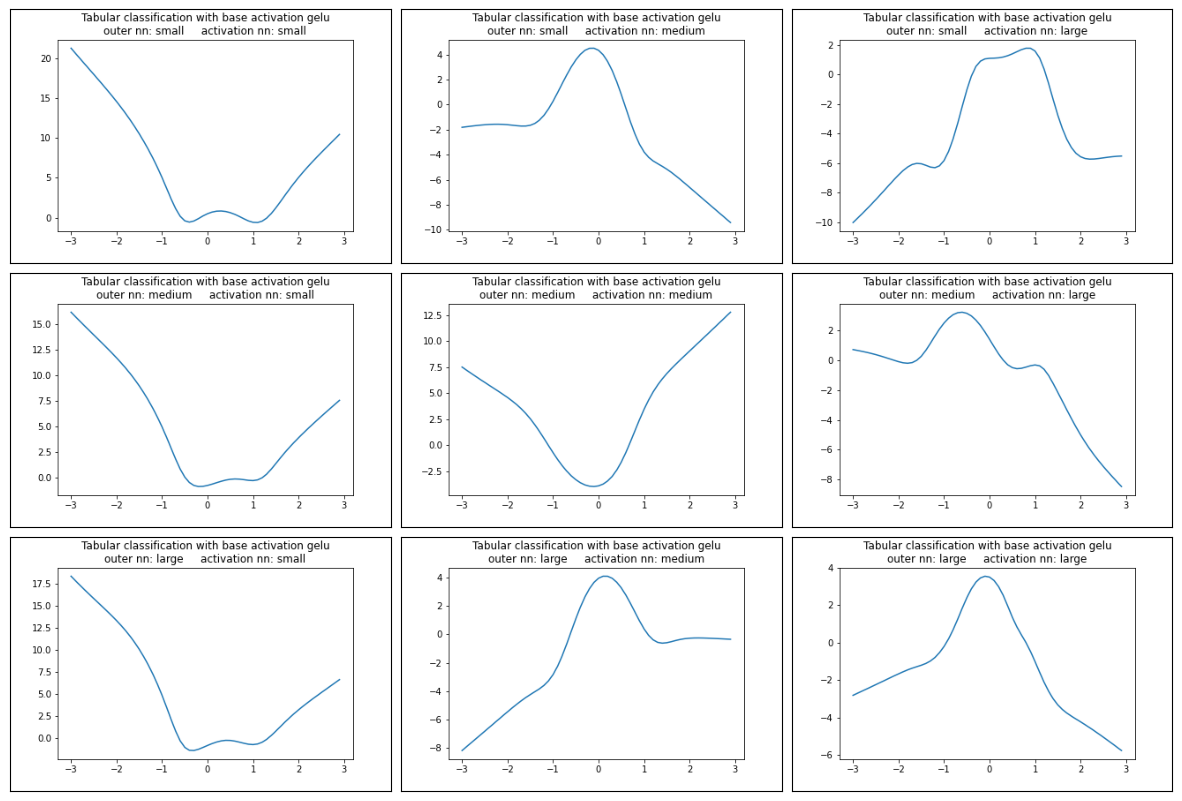 Tabular classification with base activation gelu
outer nn: small activation nn: small
20
15
10
5
0
−3 −2 −1 0 1 2 3
Tabular classification with base activation gelu
outer nn: small activation nn: medium
4
2
0
−2
−4
−6
−8
−10
−3 −2 −1 0 1 2 3
Tabular classification with base activation gelu
outer nn: small activation nn: large
2
0
−2
−4
−6
−8
−10
−3 −2 −1 0 1 2 3
Tabular classification with base activation gelu
outer nn: medium activation nn: small
15.0
12.5
10.0
7.5
5.0
2.5
0.0
−3 −2 −1 0 1 2 3
Tabular classification with base activation gelu
outer nn: medium activation nn: medium
12.5
10.0
7.5
5.0
2.5
0.0
−2.5
−3 −2 −1 0 1 2 3
Tabular classification with base activation gelu
outer nn: medium activation nn: large
2
0
−2
−4
−6
−8
−3 −2 −1 0 1 2 3
Tabular classification with base activation gelu
outer nn: large activation nn: small
17.5
15.0
12.5
10.0
7.5
5.0
2.5
0.0
−3 −2 −1 0 1 2 3
Tabular classification with base activation gelu
outer nn: large activation nn: medium
4
2
0
−2
−4
−6
−8
−3 −2 −1 0 1 2 3
Tabular classification with base activation gelu
outer nn: large activation nn: large
4
2
0
−2
−4
−6
−3 −2 −1 0 1 2 3